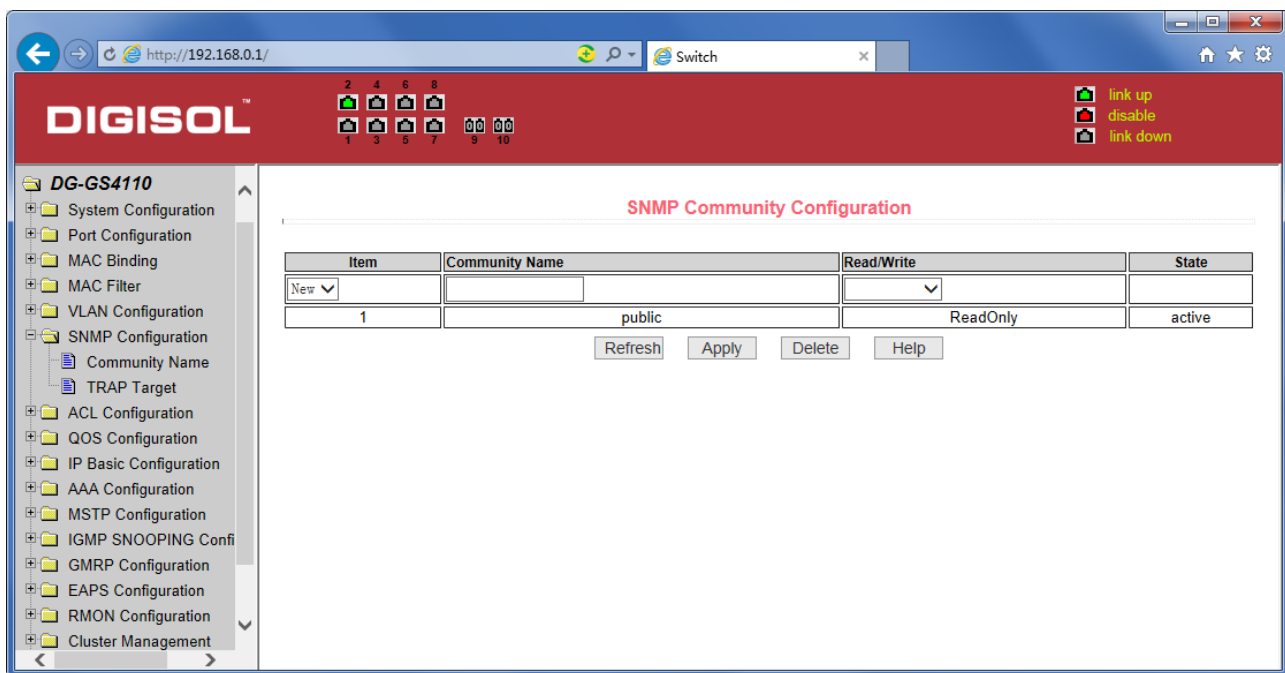 http://192.168.0.1/
Switch
DIGISOL™
2 4 6 8
1 3 5 7 9 10
link up
disable
link down
DG-GS4110
System Configuration
Port Configuration
MAC Binding
MAC Filter
VLAN Configuration
SNMP Configuration
Community Name
TRAP Target
ACL Configuration
QOS Configuration
IP Basic Configuration
AAA Configuration
MSTP Configuration
IGMP SNOOPING Confi
GMRP Configuration
EAPS Configuration
RMON Configuration
Cluster Management
SNMP Community Configuration
Item Community Name Read/Write State
New
1 public ReadOnly active
Refresh Apply Delete Help